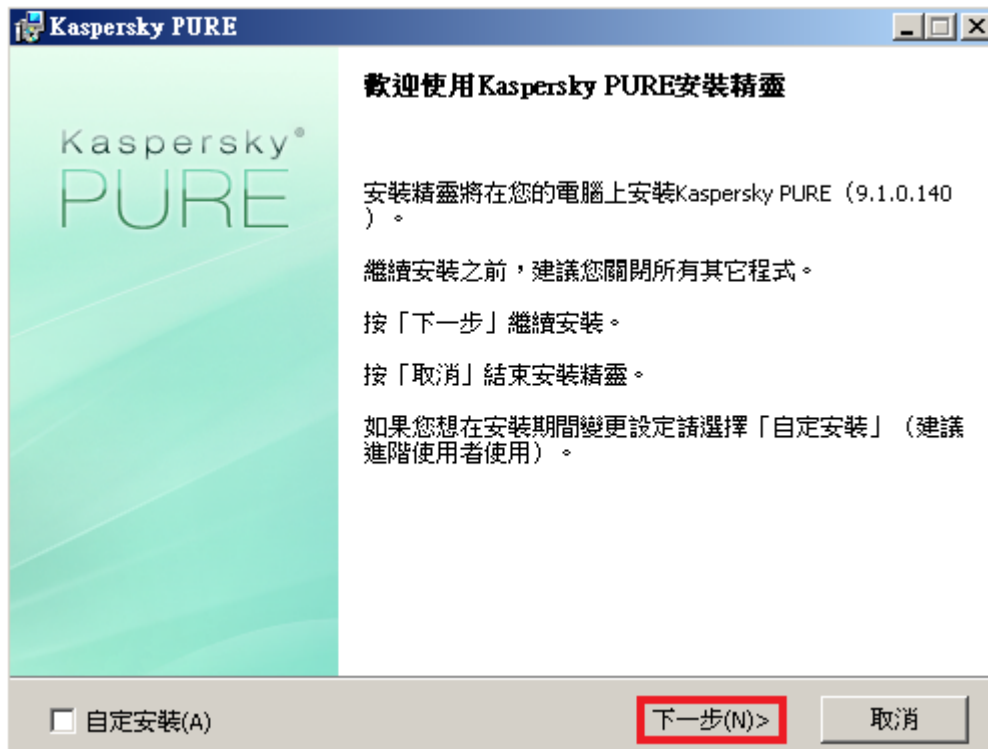 Kaspersky PURE
歡迎使用Kaspersky PURE安裝精靈
Kaspersky®
PURE
安裝精靈將在您的電腦上安裝Kaspersky PURE（9.1.0.140
）。
繼續安裝之前，建議您關閉所有其它程式。
按「下一步」繼續安裝。
按「取消」結束安裝精靈。
如果您想在安裝期間變更設定請選擇「自定安裝」（建議
進階使用者使用）。
自定安裝(A)
下一步(N)>
取消